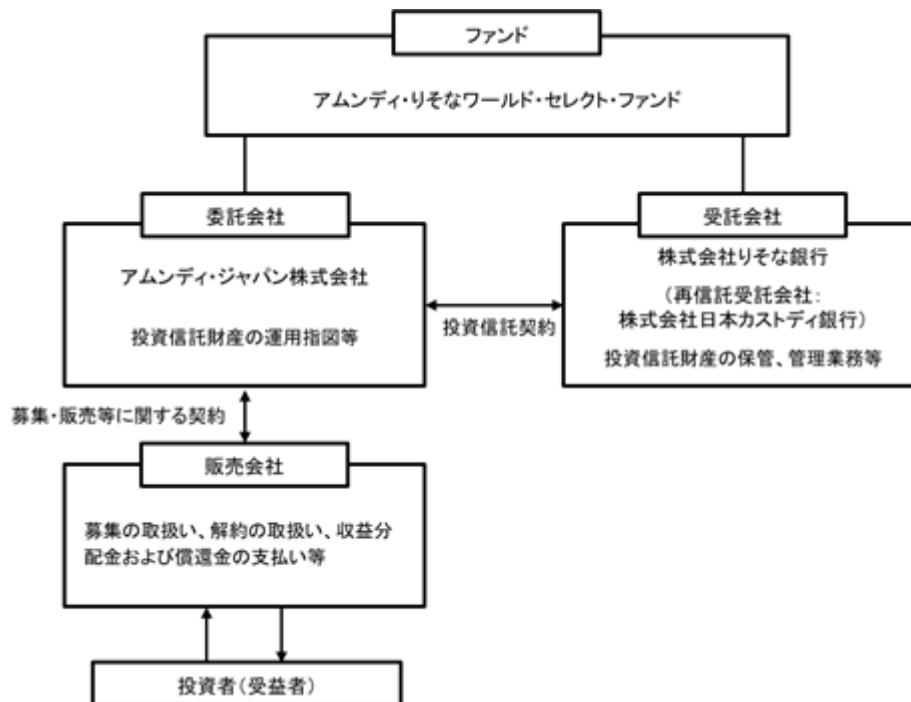 ファンド
アムンディ・りそなワールド・セレクト・ファンド
委託会社
アムンディ・ジャパン株式会社
投資信託財産の運用指図等
投資信託契約
受託会社
株式会社りそな銀行
(再信託受託会社:
株式会社日本カストディ銀行)
投資信託財産の保管、管理業務等
募集・販売等に関する契約
販売会社
募集の取扱い、解約の取扱い、収益分
配金および償還金の支払い等
投資者(受益者)